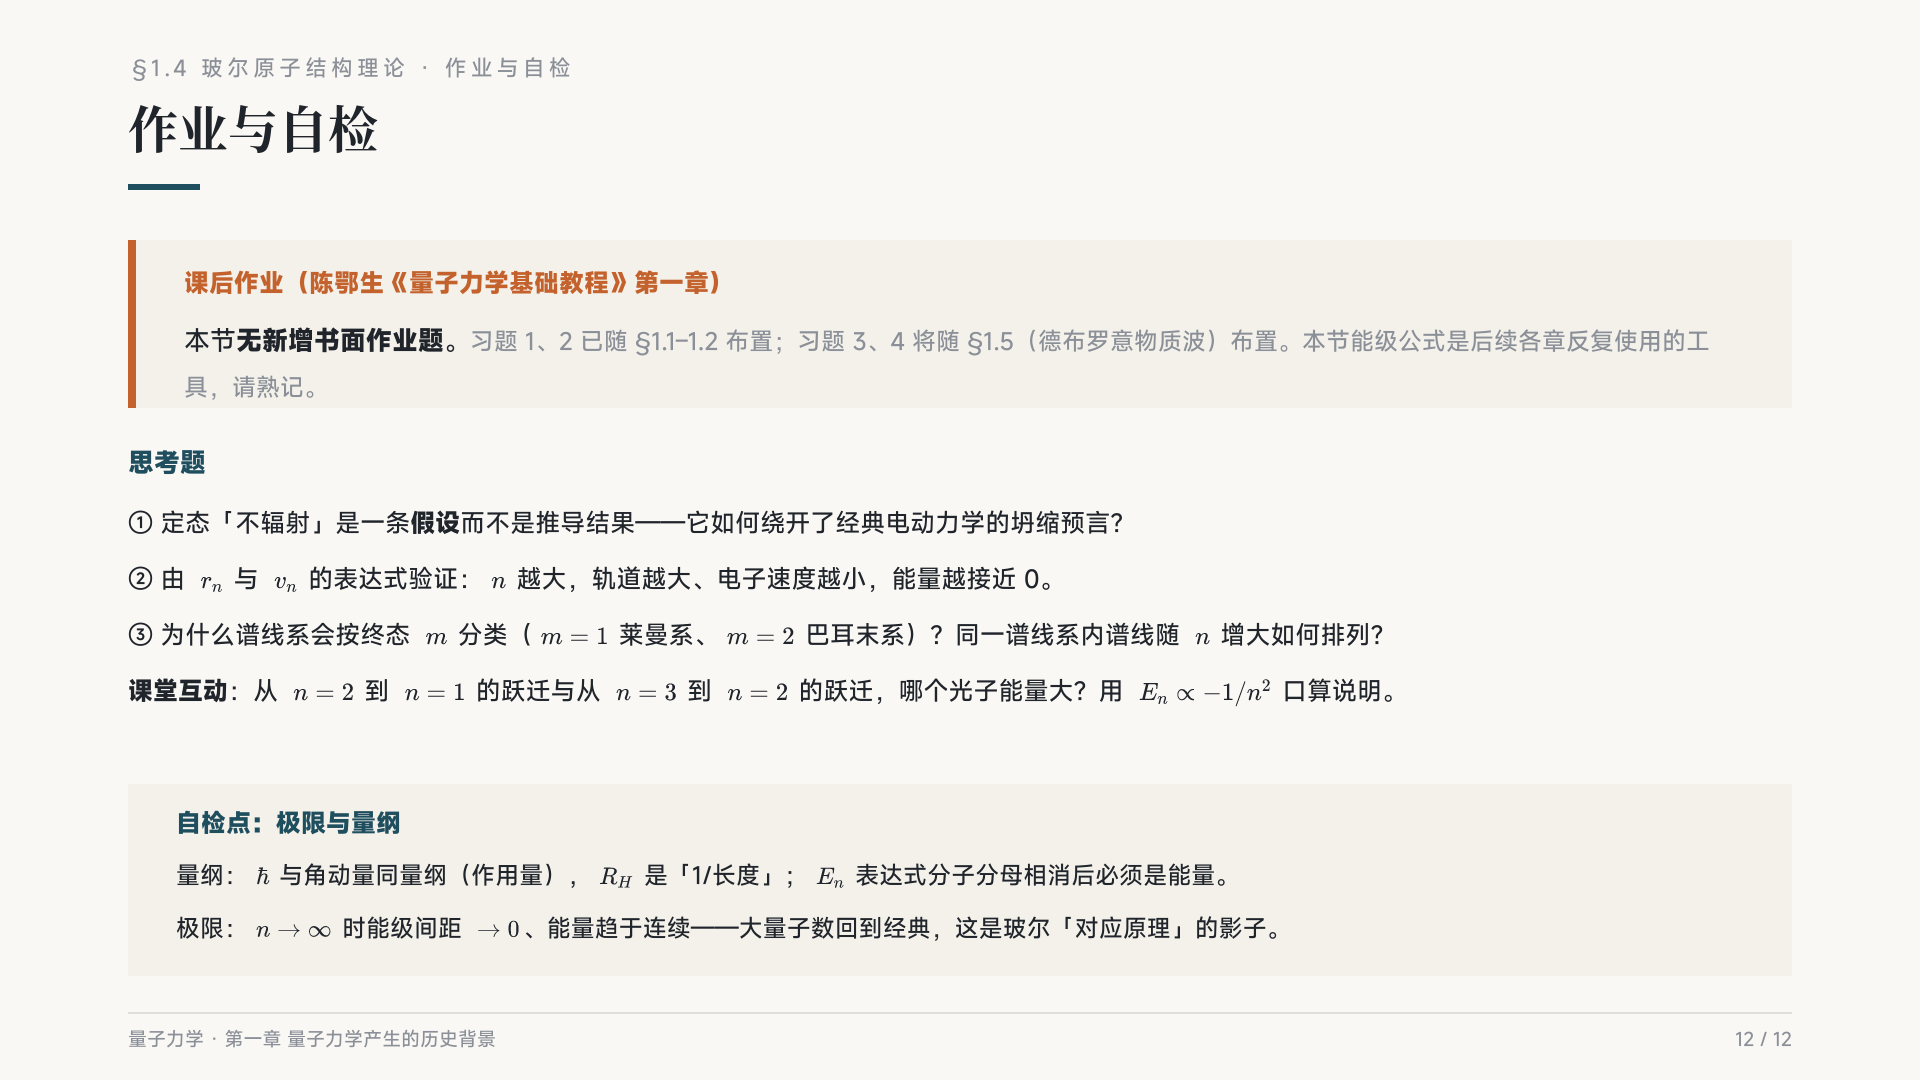 §1.4 玻尔原子结构理论 · 作业与自检
作业与自检
课后作业（陈鄂生《量子力学基础教程》第一章）
本节无新增书面作业题。习题 1、2 已随 §1.1–1.2 布置；习题 3、4 将随 §1.5（德布罗意物质波）布置。本节能级公式是后续各章反复使用的工
具，请熟记。
思考题
① 定态「不辐射」是一条假设而不是推导结果——它如何绕开了经典电动力学的坍缩预言？
② 由 $r_n$ 与 $v_n$ 的表达式验证： $n$ 越大，轨道越大、电子速度越小，能量越接近 0。
③ 为什么谱线系会按终态 $m$ 分类（ $m = 1$ 莱曼系、 $m = 2$ 巴耳末系）？同一谱线系内谱线随 $n$ 增大如何排列？
课堂互动：从 $n = 2$ 到 $n = 1$ 的跃迁与从 $n = 3$ 到 $n = 2$ 的跃迁，哪个光子能量大？用 $E_n \propto -1/n^2$ 口算说明。
自检点：极限与量纲
量纲： $\hbar$ 与角动量同量纲（作用量）， $R_H$ 是「1/长度」； $E_n$ 表达式分子分母相消后必须是能量。
极限： $n \to \infty$ 时能级间距 $\to 0$、能量趋于连续——大量子数回到经典，这是玻尔「对应原理」的影子。
量子力学 · 第一章 量子力学产生的历史背景
12 / 12